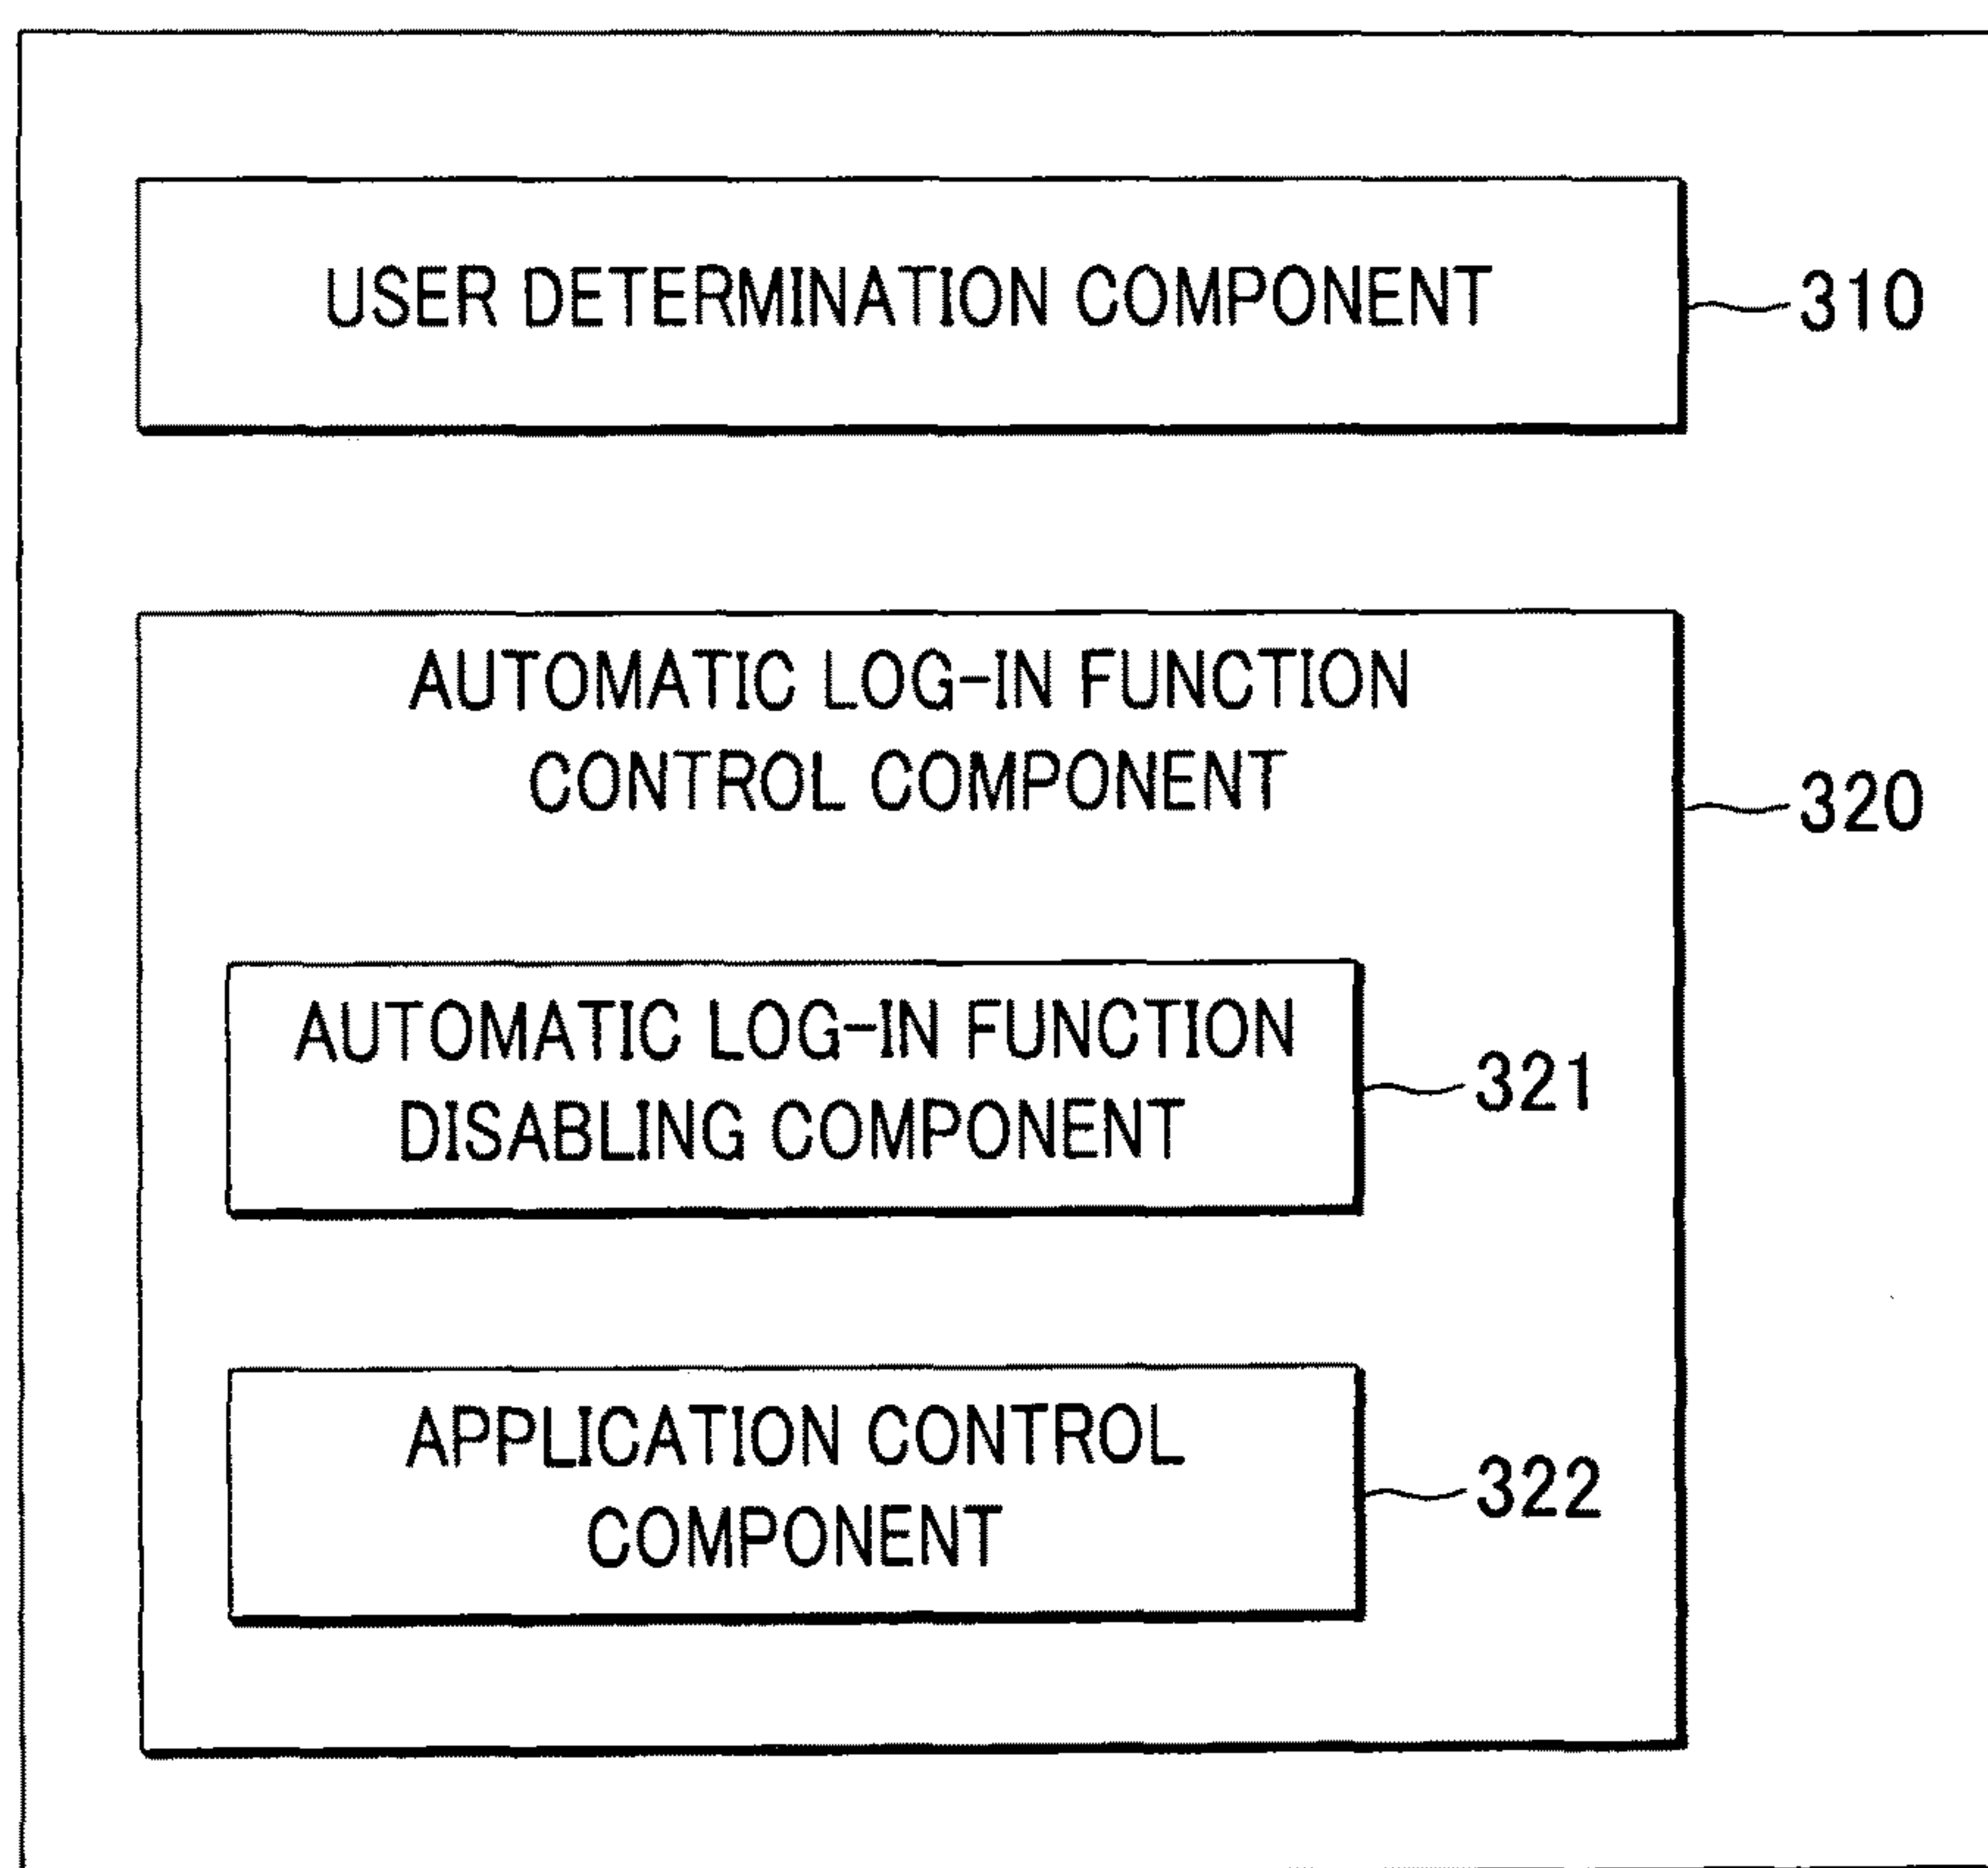 USER DETERMINATION COMPONENT
310
AUTOMATIC LOG-IN FUNCTION
CONTROL COMPONENT
320
AUTOMATIC LOG-IN FUNCTION
DISABLING COMPONENT
321
APPLICATION CONTROL
COMPONENT
322